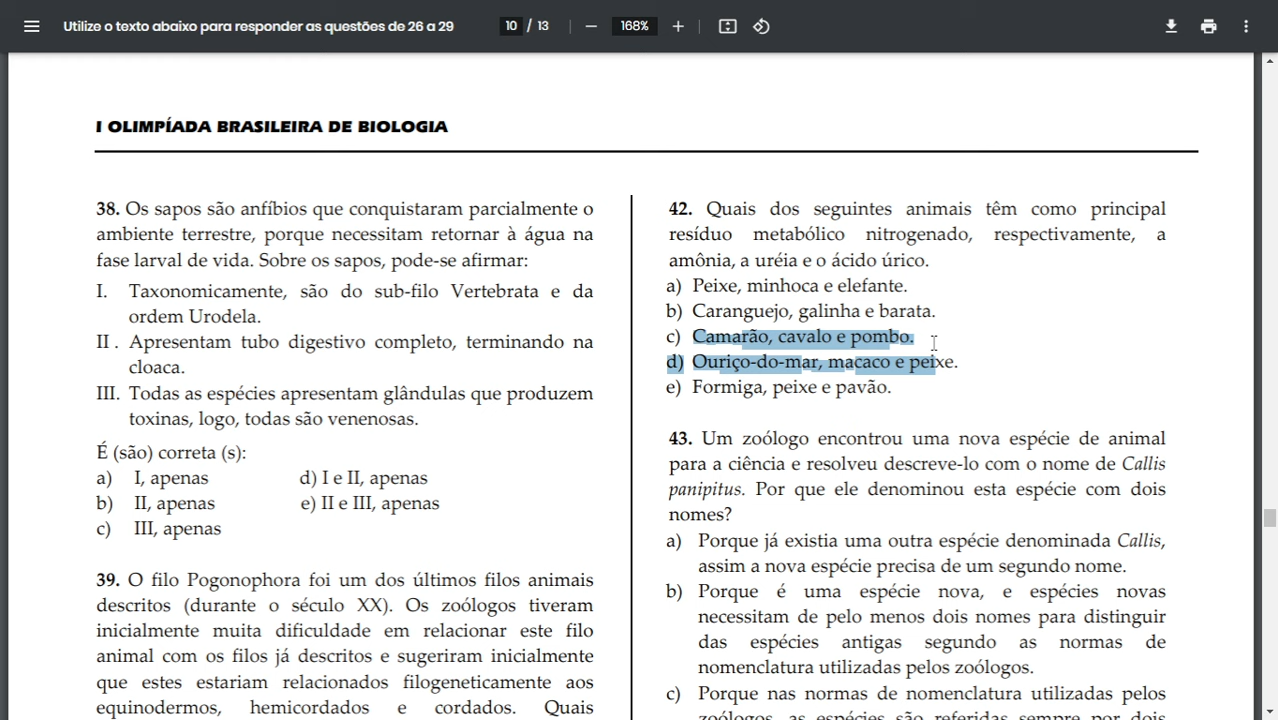 Utilize o texto abaixo para responder as questões de 26 a 29
10 / 13
168%
I OLIMPÍADA BRASILEIRA DE BIOLOGIA
38. Os sapos são anfíbios que conquistaram parcialmente o
ambiente terrestre, porque necessitam retornar à água na
fase larval de vida. Sobre os sapos, pode-se afirmar:
I. Taxonomicamente, são do sub-filo Vertebrata e da
ordem Urodela.
II . Apresentam tubo digestivo completo, terminando na
cloaca.
III. Todas as espécies apresentam glândulas que produzem
toxinas, logo, todas são venenosas.
É (são) correta (s):
a) I, apenas d) I e II, apenas
b) II, apenas e) II e III, apenas
c) III, apenas
39. O filo Pogonophora foi um dos últimos filos animais
descritos (durante o século XX). Os zoólogos tiveram
inicialmente muita dificuldade em relacionar este filo
animal com os filos já descritos e sugeriram inicialmente
que estes estariam relacionados filogeneticamente aos
equinodermos, hemicordados e cordados. Quais
42. Quais dos seguintes animais têm como principal
resíduo metabólico nitrogenado, respectivamente, a
amônia, a uréia e o ácido úrico.
a) Peixe, minhoca e elefante.
b) Caranguejo, galinha e barata.
c) Camarão, cavalo e pombo.
d) Ouriço-do-mar, macaco e peixe.
e) Formiga, peixe e pavão.
43. Um zoólogo encontrou uma nova espécie de animal
para a ciência e resolveu descreve-lo com o nome de Callis
panipitus. Por que ele denominou esta espécie com dois
nomes?
a) Porque já existia uma outra espécie denominada Callis,
assim a nova espécie precisa de um segundo nome.
b) Porque é uma espécie nova, e espécies novas
necessitam de pelo menos dois nomes para distinguir
das espécies antigas segundo as normas de
nomenclatura utilizadas pelos zoólogos.
c) Porque nas normas de nomenclatura utilizadas pelos
zoólogos, as espécies são referidas sempre por dois